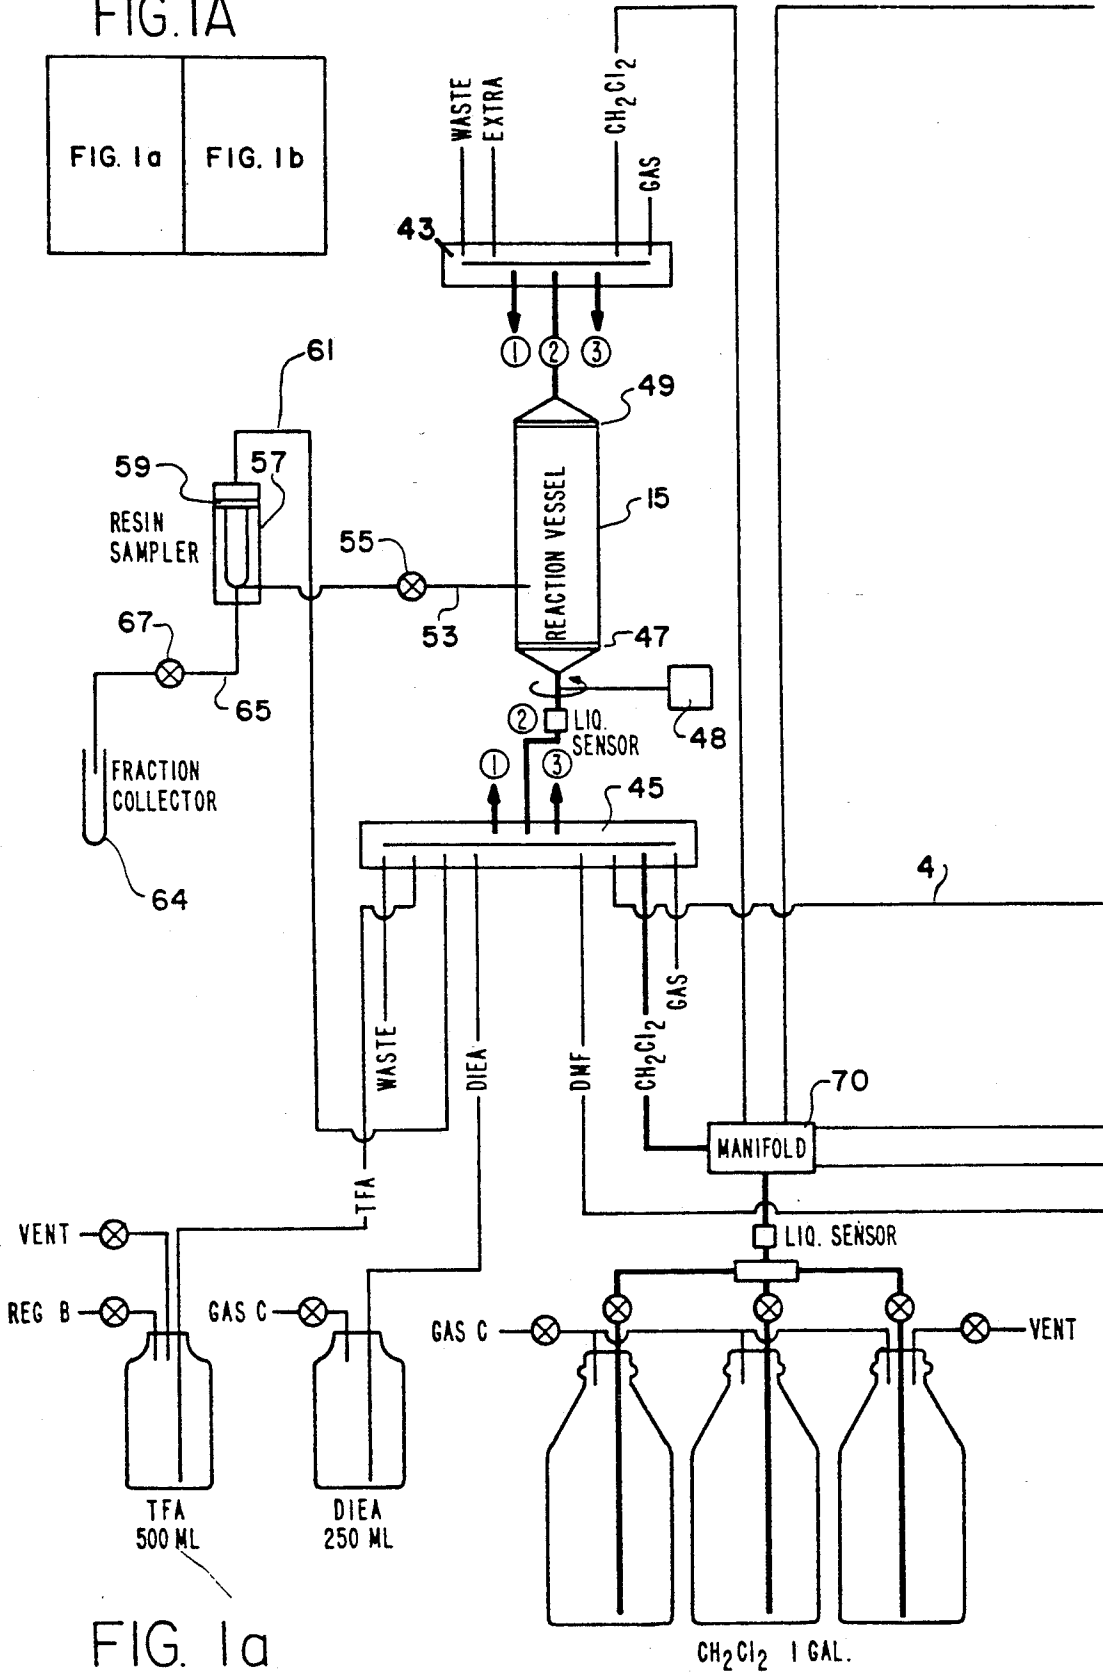 FIG. 1A
FIG. 1a
FIG. 1b
WASTE
EXTRA
CH2Cl2
GAS
43
1
2
3
61
49
59
57
RESIN
SAMPLER
15
REACTION VESSEL
55
53
67
47
65
48
2
LIQ.
SENSOR
1
3
FRACTION
COLLECTOR
45
64
4
WASTE
DIEA
DMF
CH2Cl2
GAS
70
MANIFOLD
TFA
VENT
LIQ. SENSOR
REG B
GAS C
GAS C
VENT
TFA
500 ML
DIEA
250 ML
CH2Cl2 1 GAL.
FIG. 1a